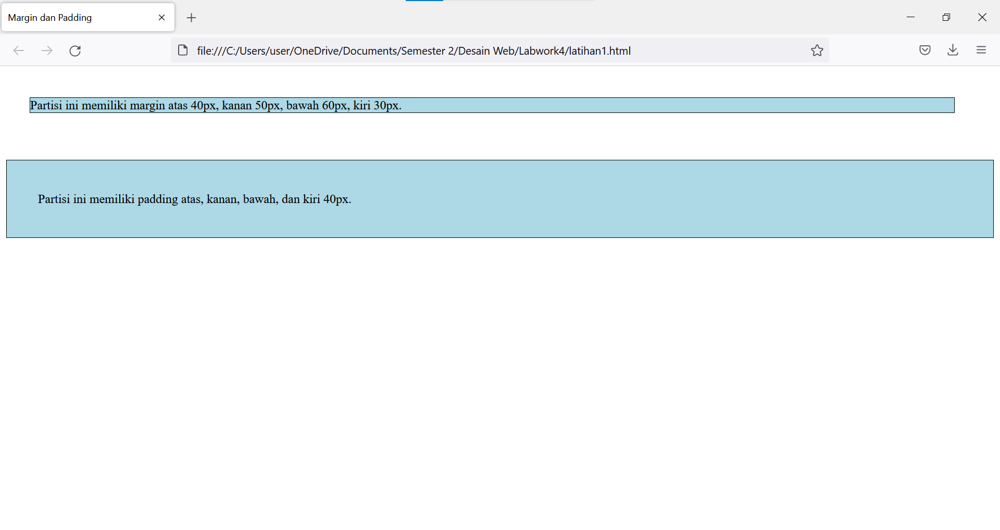 Margin dan Padding
file:///C:/Users/user/OneDrive/Documents/Semester 2/Desain Web/Labwork4/latihan1.html
Partisi ini memiliki margin atas 40px, kanan 50px, bawah 60px, kiri 30px.
Partisi ini memiliki padding atas, kanan, bawah, dan kiri 40px.